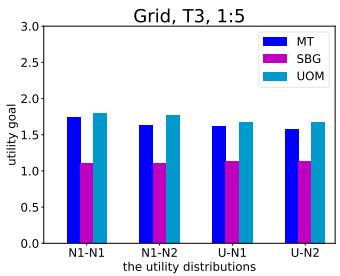 Grid, T3, 1:5
3.0
2.5
2.0
1.5
1.0
0.5
0.0
utility goal
MT
SBG
UOM
N1-N1 N1-N2 U-N1 U-N2
the utility distributions